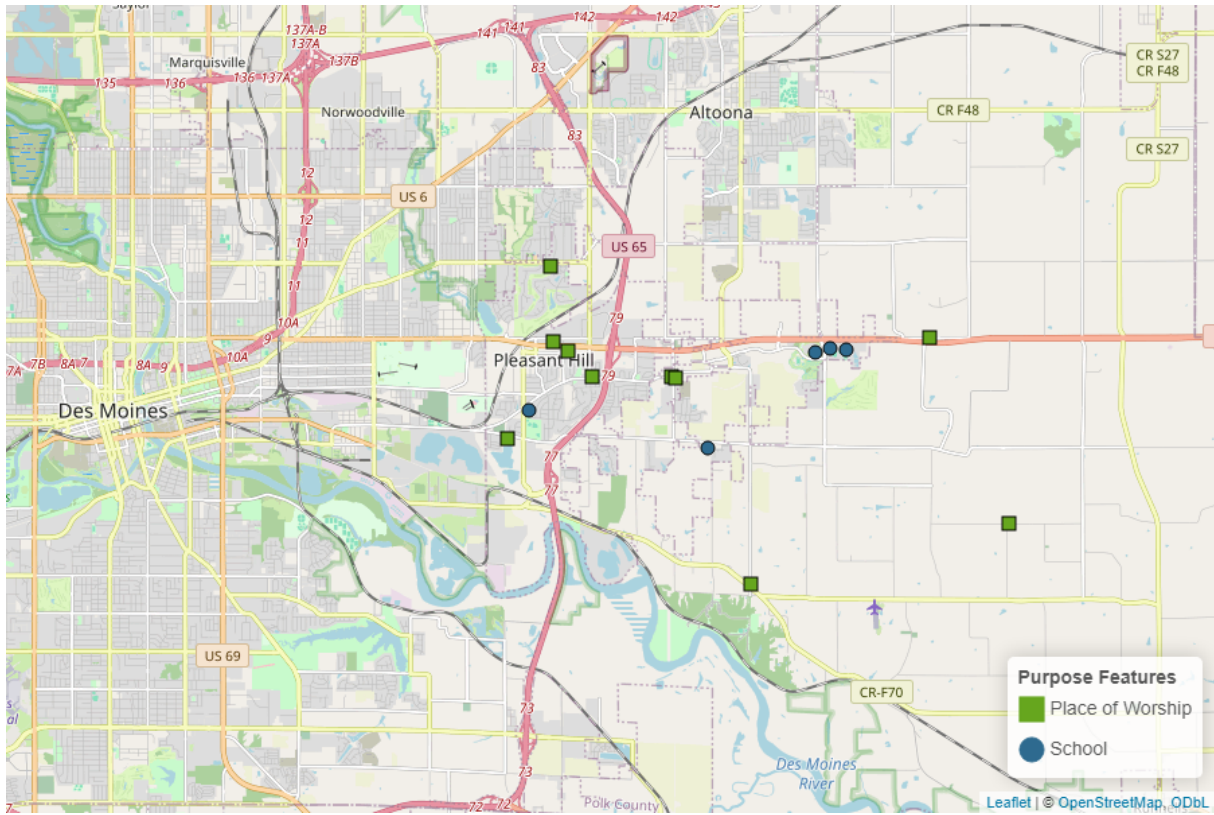 142
141
142
142
137A-B
137A
141
Marquisville
137B
83
CR S27
CR F48
135
136
136
137A
Norwoodville
Altoona
CR F48
83
CR S27
12
US 6
12
11
US 65
11
10A
79
9
7B
8A
7A
8A
9
10A
Pleasant Hill
79
Des Moines
77
77
US 69
Purpose Features
CR-F70
Place of Worship
73
School
Des Moines
River
73
72
72
Polk County
7
Leaflet | © OpenStreetMap, ODbL